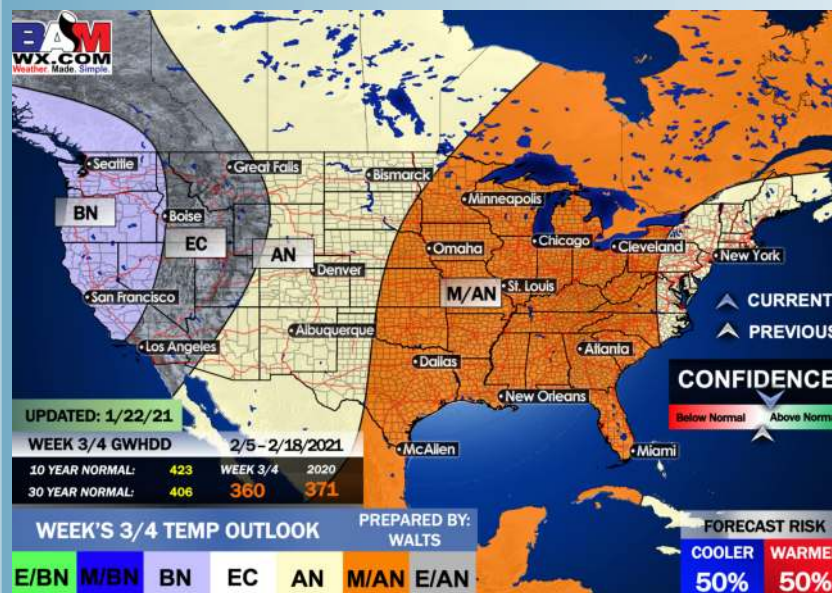 BAM
WX.COM
Weather. Made. Simple.
Seattle
Great Falls
Bismarck
Minneapolis
BN
Boise
EC
AN
Omaha
Chicago
Cleveland
New York
Denver
M/AN
St. Louis
San Francisco
CURRENT
Albuquerque
PREVIOUS
Los Angeles
Dallas
Atlanta
CONFIDENCE
New Orleans
Below Normal
Above Norma
UPDATED: 1/22/21
WEEK 3/4 GWHDD 2/5 - 2/18/2021
McAllen
Miami
10 YEAR NORMAL: 423 WEEK 3/4 2020
30 YEAR NORMAL: 406 360 371
WEEK'S 3/4 TEMP OUTLOOK
PREPARED BY:
WALTS
FORECAST RISK
COOLER WARME
E/BN M/BN BN EC AN M/AN E/AN
50% 50%